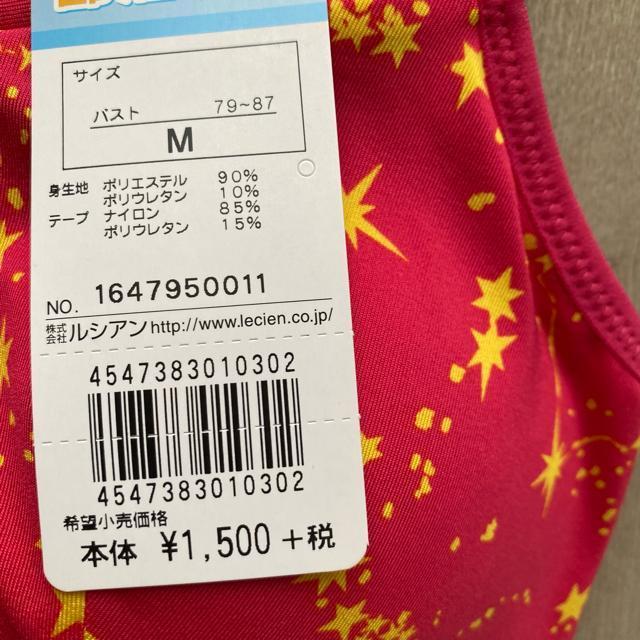 サイズ
バスト 79~87
M
身生地 ポリエステル 90%
ポリウレタン 10%
テープ ナイロン 85%
ポリウレタン 15%
NO. 1647950011
株式会社 ルシアン http://www.lecien.co.jp/
4547383010302
4547383010302
希望小売価格
本体 ¥1,500 +税